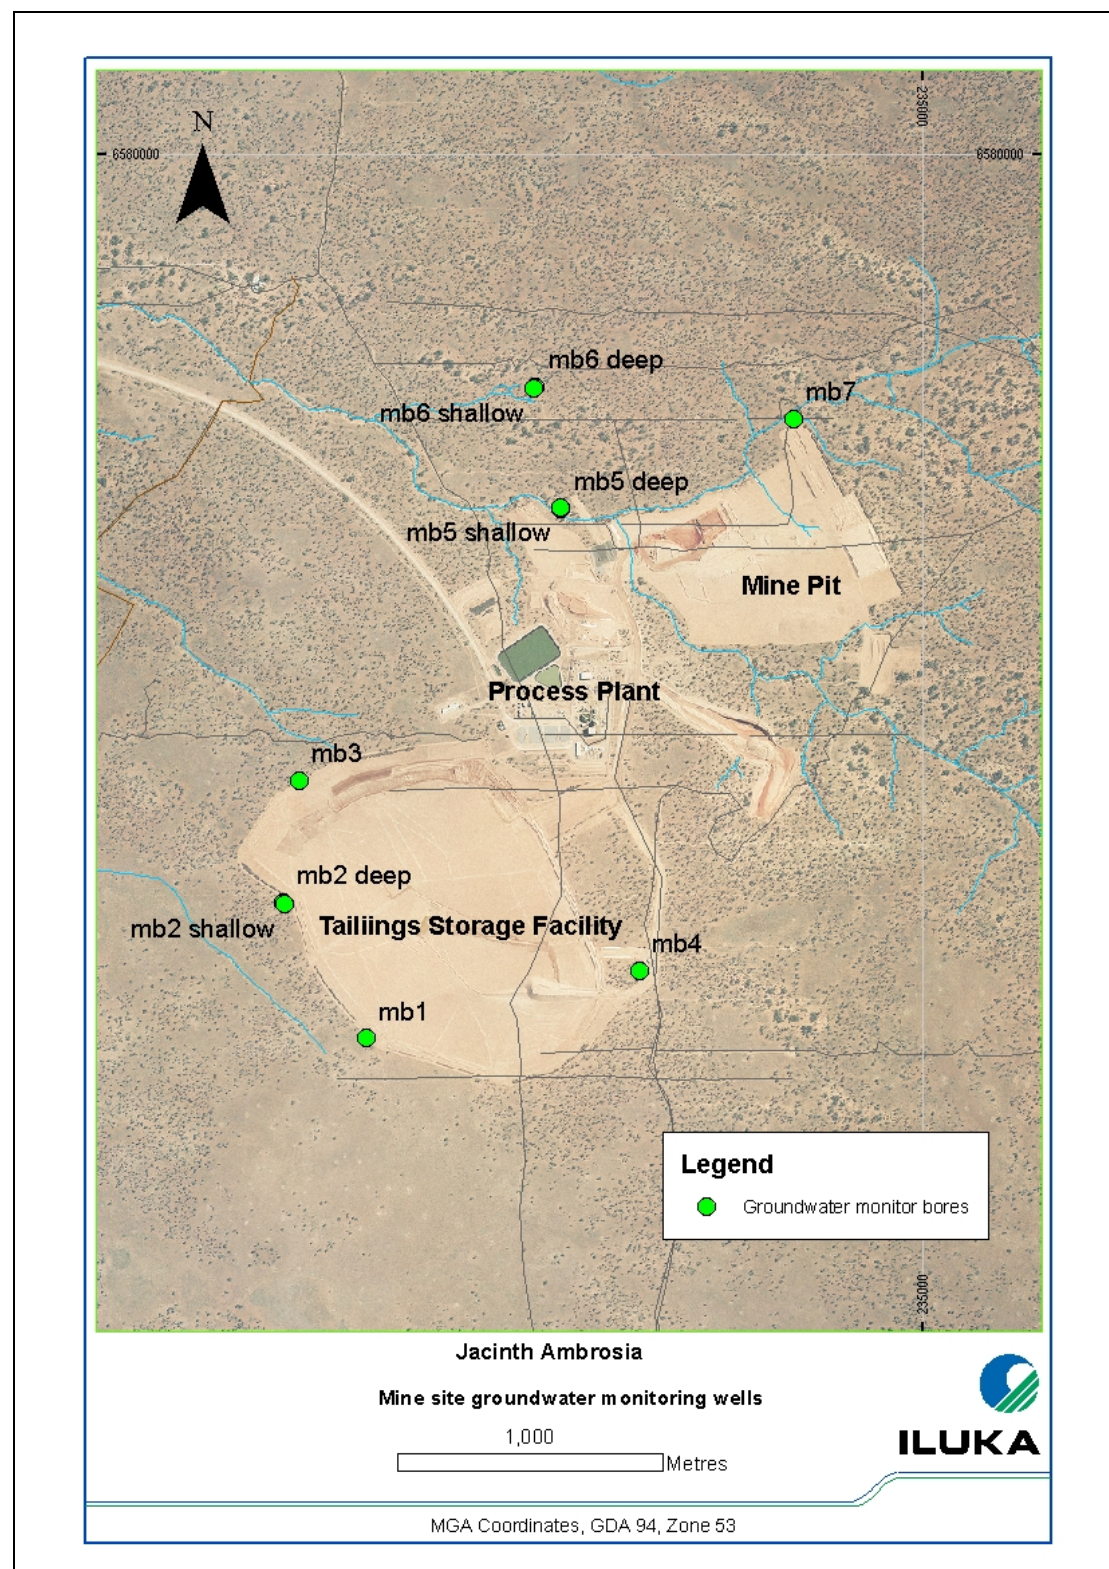 N
235000
6580000
6580000
mb6 deep
mb6 shallow
mb7
mb5 deep
mb5 shallow
Mine Pit
Process Plant
mb3
mb2 deep
mb2 shallow
Tailiings Storage Facility
mb4
mb1
Legend
Groundwater monitor bores
235000
Jacinth Ambrosia
Mine site groundwater monitoring wells
1,000
Metres
ILUKA
MGA Coordinates, GDA 94, Zone 53